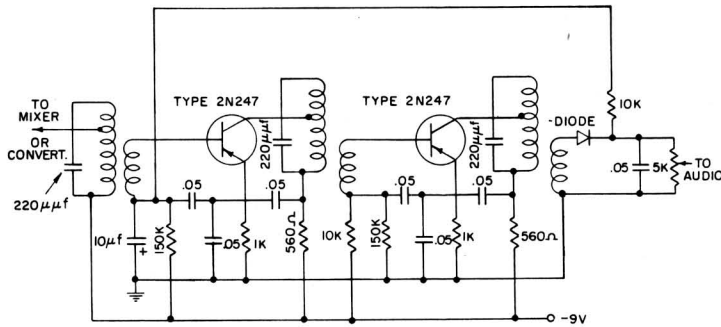 TO
MIXER
OR
CONVERT.
220μμf
TYPE 2N247
220μμf
TYPE 2N247
220μμf
-DIODE
10K
.05
5K
TO
AUDIO
.05
.05
.05
.05
10μf
+
150K
.05
1K
560Ω
10K
150K
.05
1K
560Ω
-9V